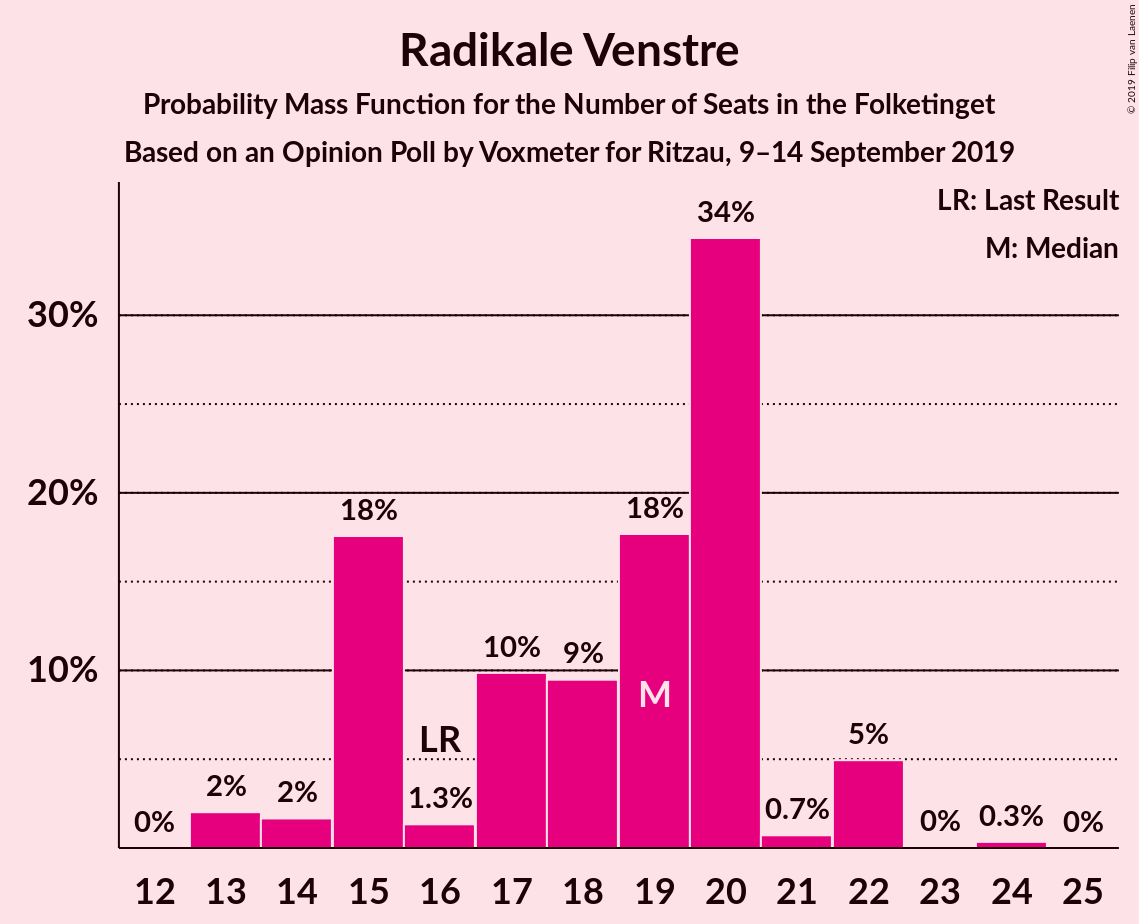 Radikale Venstre
Probability Mass Function for the Number of Seats in the Folketinget
Based on an Opinion Poll by Voxmeter for Ritzau, 9–14 September 2019
© 2019 Filip van Laenen
LR: Last Result
M: Median
34%
30%
20%
18%
18%
10%
10%
9%
M
LR
5%
2%
2%
1.3%
0.7%
0.3%
0%
0%
0%
12 13 14 15 16 17 18 19 20 21 22 23 24 25